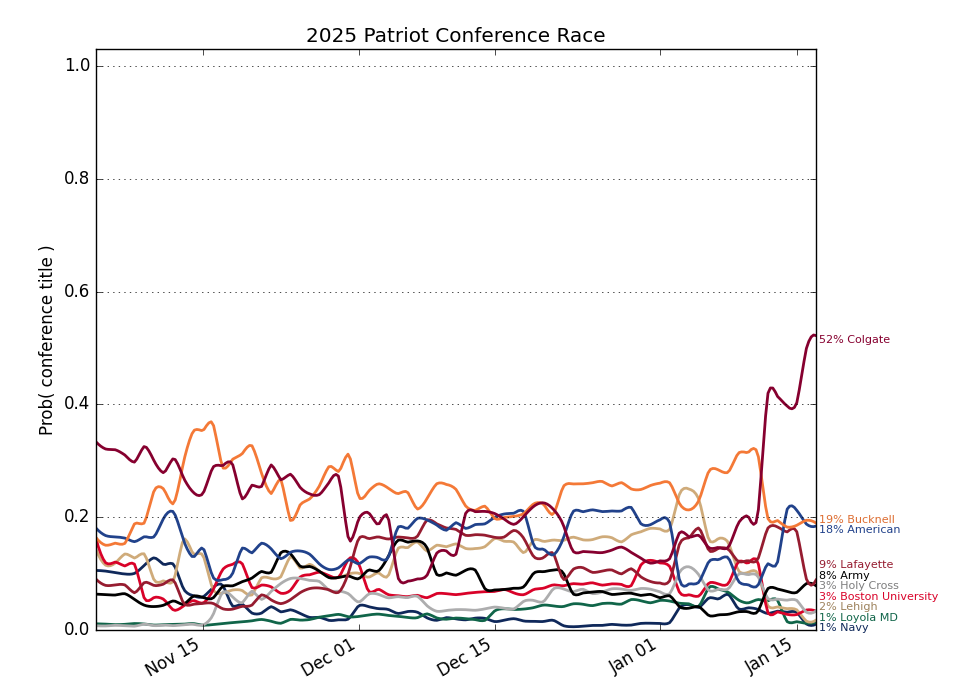 2025 Patriot Conference Race
Prob( conference title )
1.0
0.8
0.6
0.4
0.2
0.0
Nov 15
Dec 01
Dec 15
Jan 01
Jan 15
52% Colgate
19% Bucknell
18% American
9% Lafayette
8% Army
3% Holy Cross
3% Boston University
2% Lehigh
1% Loyola MD
1% Navy